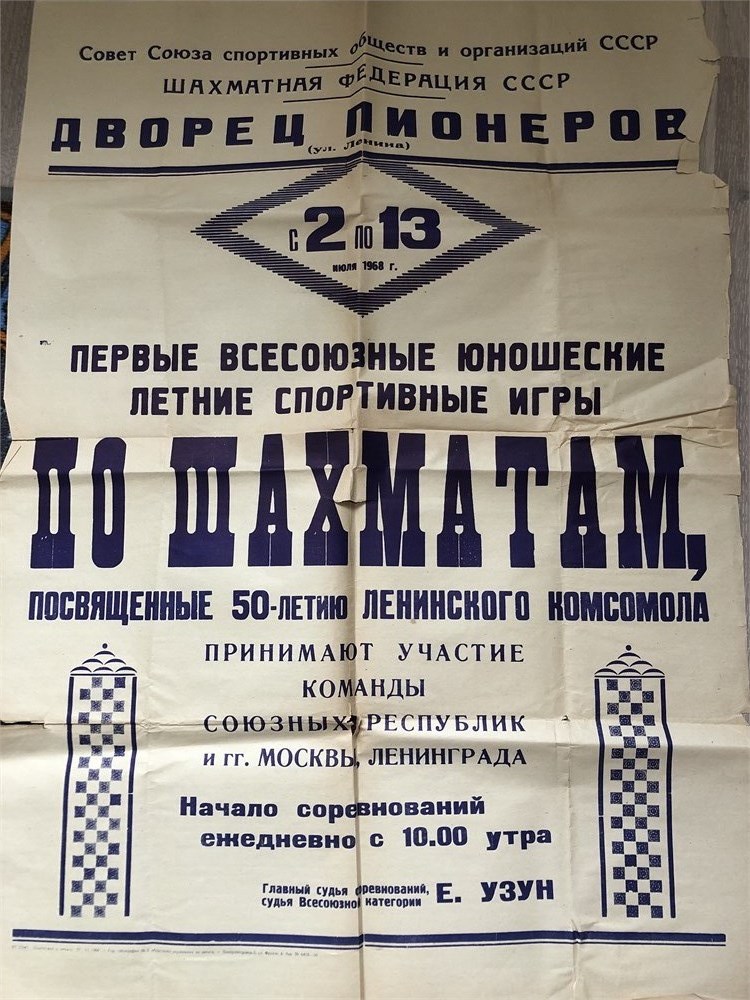 Совет Союза спортивных обществ и организаций СССР
ШАХМАТНАЯ ФЕДЕРАЦИЯ СССР
ДВОРЕЦ ПИОНЕРОВ
(ул. Ленина)
с 2 по 13
июля 1968 г.
ПЕРВЫЕ ВСЕСОЮЗНЫЕ ЮНОШЕСКИЕ
ЛЕТНИЕ СПОРТИВНЫЕ ИГРЫ
ПО ШАХМАТАМ,
ПОСВЯЩЕННЫЕ 50-ЛЕТИЮ ЛЕНИНСКОГО КОМСОМОЛА
ПРИНИМАЮТ УЧАСТИЕ
КОМАНДЫ
СОЮЗНЫХ РЕСПУБЛИК
и гг. МОСКВЫ, ЛЕНИНГРАДА
Начало соревнований
ежедневно с 10.00 утра
Главный судья соревнований,
судья Всесоюзной категории Е. УЗУН